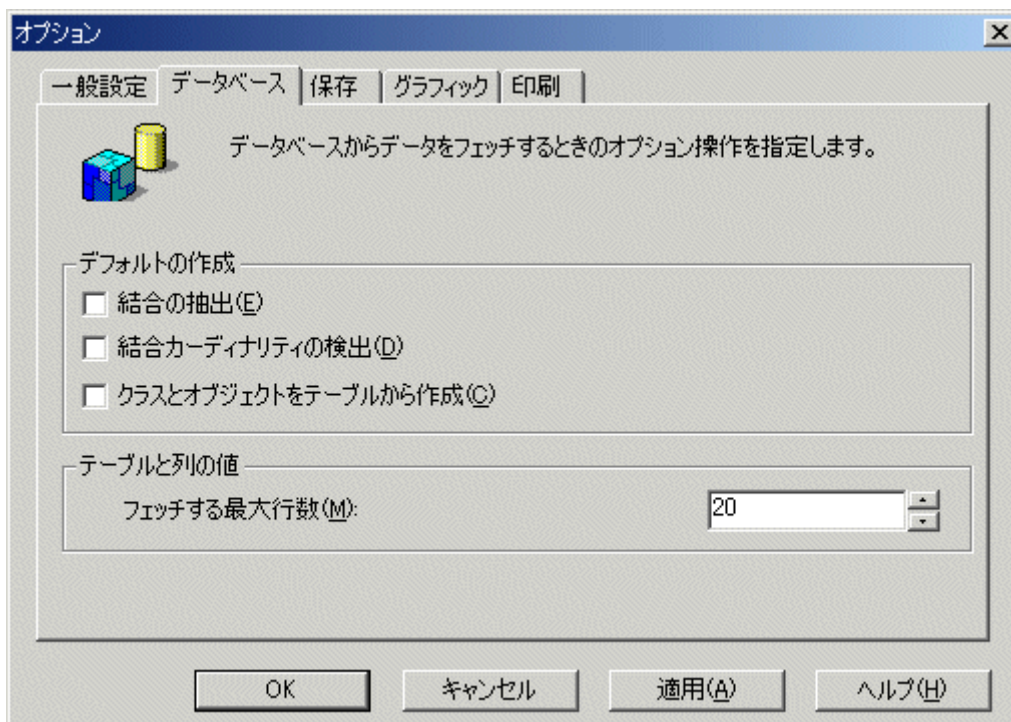 オプション
一般設定 データベース 保存 グラフィック 印刷
データベースからデータをフェッチするときのオプション操作を指定します。
デフォルトの作成
結合の抽出(E)
結合カーディナリティの検出(D)
クラスとオブジェクトをテーブルから作成(C)
テーブルと列の値
フェッチする最大行数(M): 20
OK キャンセル 適用(A) ヘルプ(H)